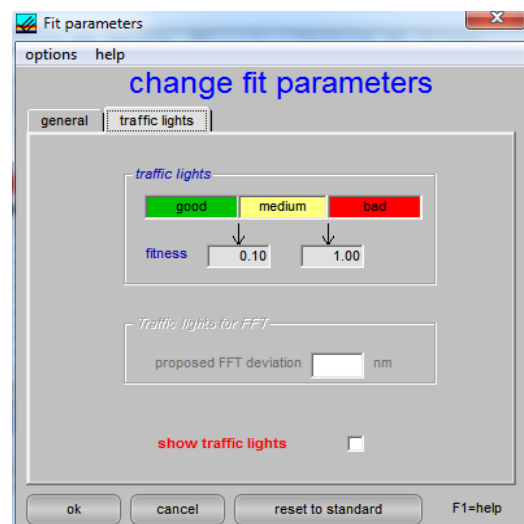 Fit parameters
options help
change fit parameters
general traffic lights
traffic lights
good medium bad
fitness 0.10 1.00
Traffic lights for FFT
proposed FFT deviation nm
show traffic lights
ok cancel reset to standard F1=help